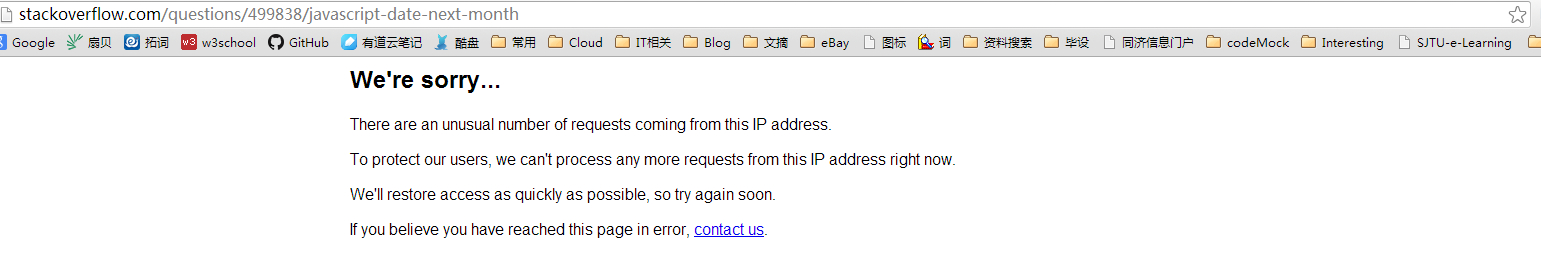 stackoverflow.com/questions/499838/javascript-date-next-month
Google 扇贝 拓词 w3 w3school GitHub 有道云笔记 酷盘 常用 Cloud IT相关 Blog 文摘 eBay 图标 词 资料搜索 毕设 同济信息门户 codeMock Interesting SJTU-e-Learning
We're sorry...
There are an unusual number of requests coming from this IP address.
To protect our users, we can't process any more requests from this IP address right now.
We'll restore access as quickly as possible, so try again soon.
If you believe you have reached this page in error, contact us.